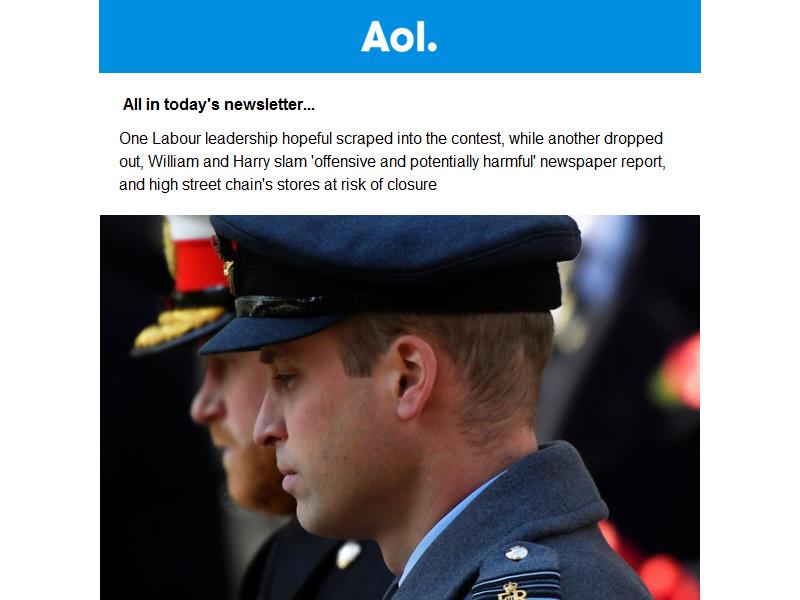 Aol.
All in today's newsletter...
One Labour leadership hopeful scraped into the contest, while another dropped
out, William and Harry slam 'offensive and potentially harmful' newspaper report,
and high street chain's stores at risk of closure